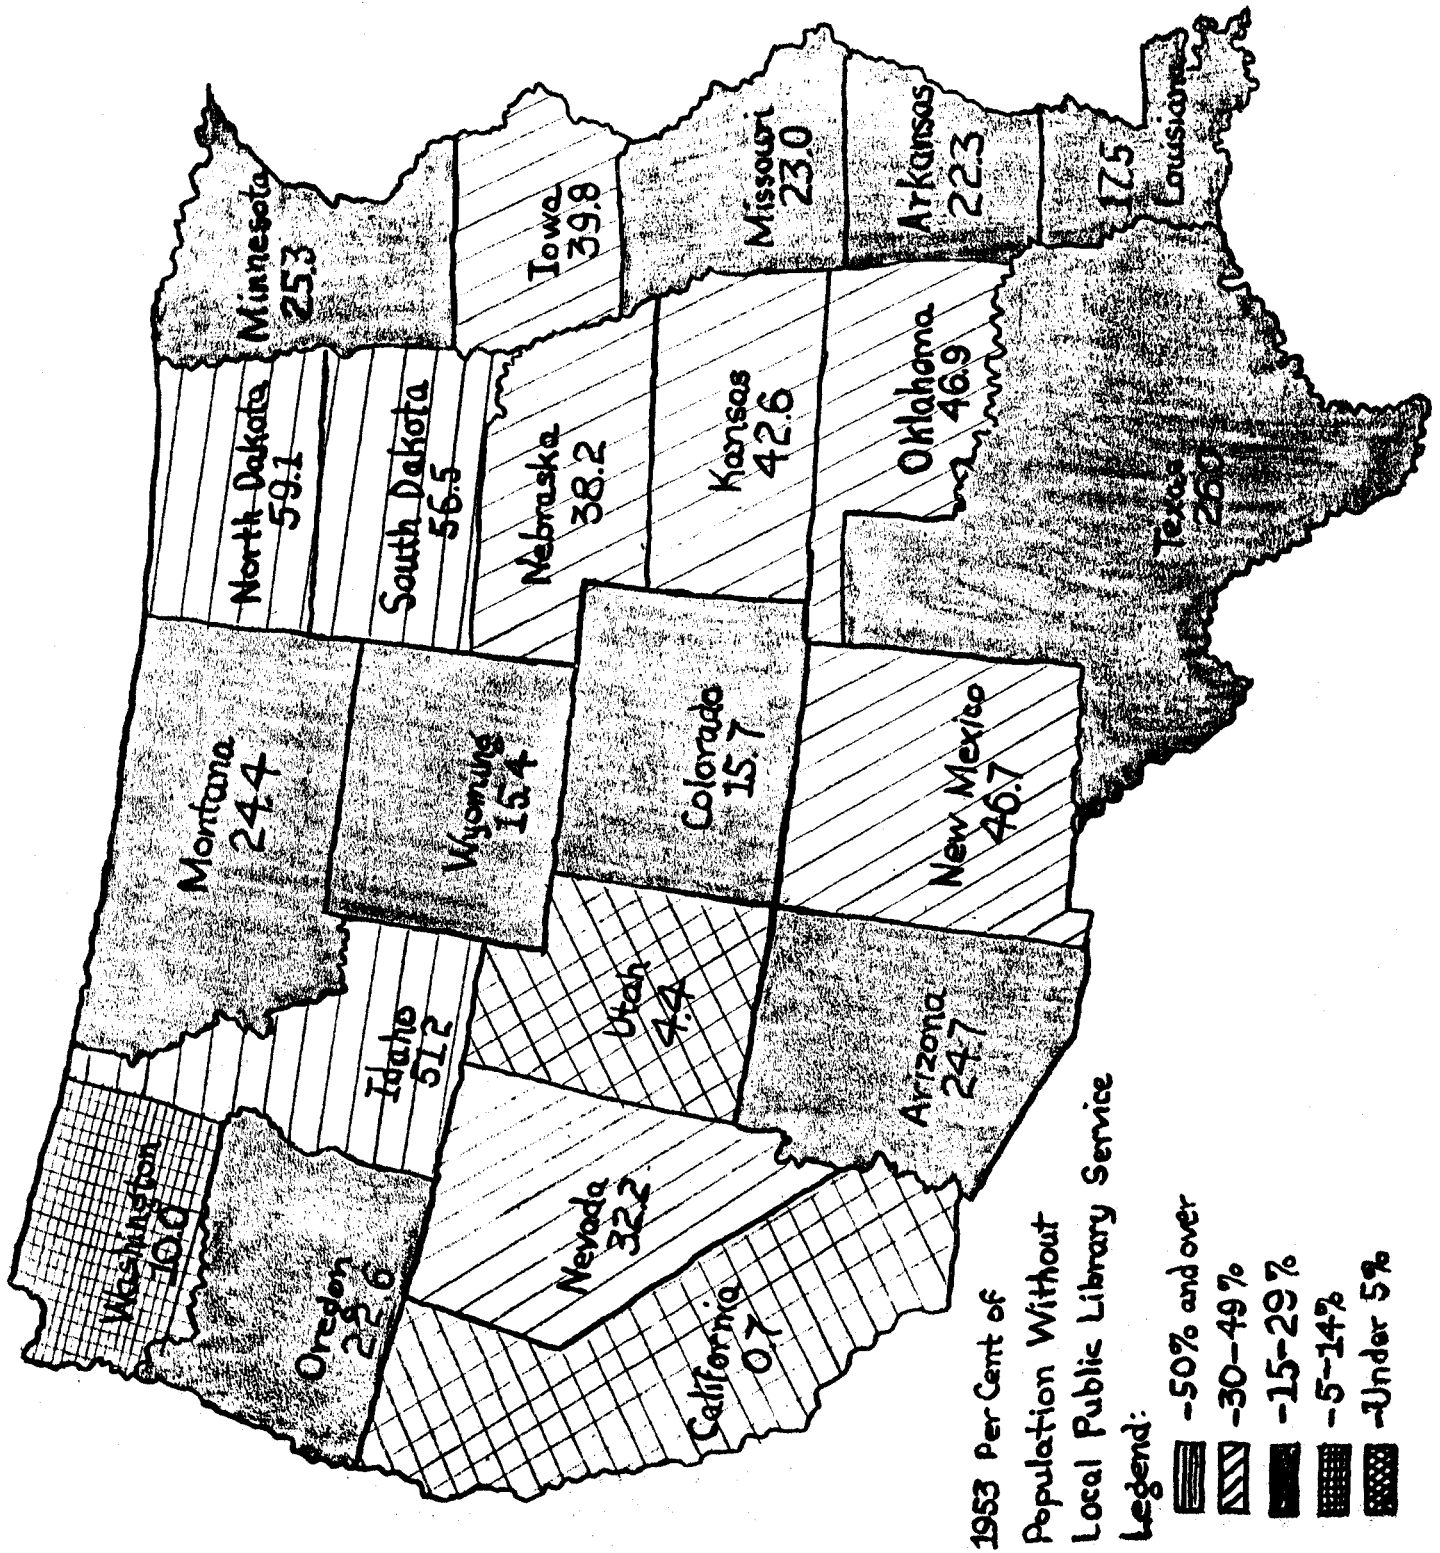 Washington
10.0
Montana
24.4
North Dakota
59.1
Minnesota
25.3
Oregon
Idaho
51.2
Wyoming
15.4
South Dakota
56.5
Nebraska
38.2
Iowa
39.8
Nevada
32.2
Utah
4.4
Colorado
15.7
Kansas
42.6
Missouri
23.0
California
0.7
Arizona
24.7
New Mexico
46.7
Oklahoma
46.9
Arkansas
22.3
Texas
26.0
17.5
Louisiana
1953 Per Cent of
Population Without
Local Public Library Service
Legend:
-50% and over
-30-49%
-15-29%
-5-14%
-Under 5%